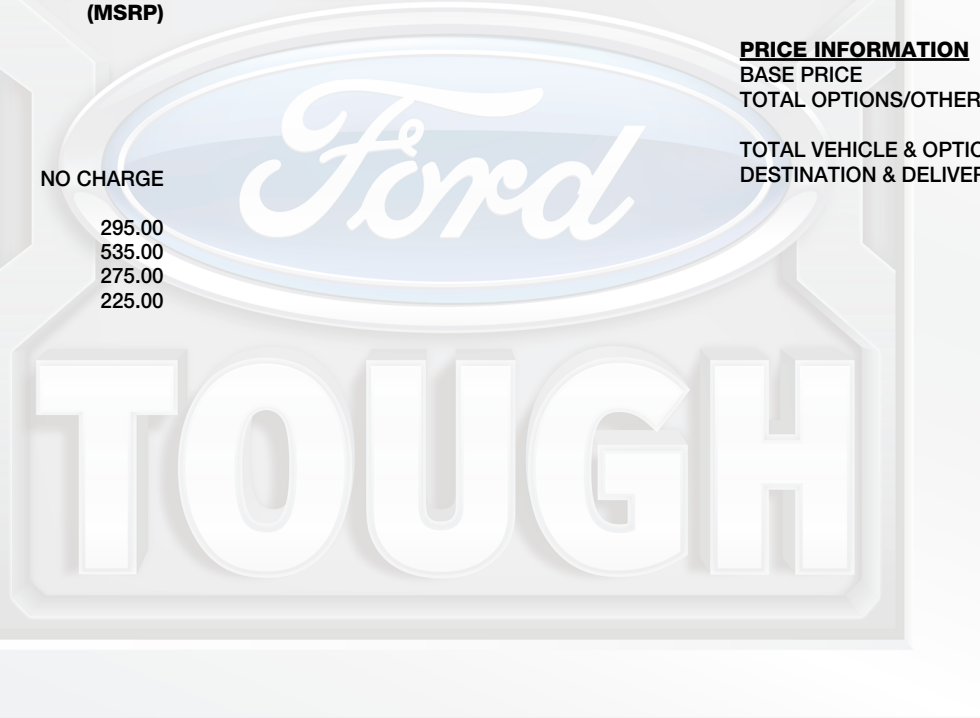 (MSRP)
NO CHARGE
295.00
535.00
275.00
225.00
PRICE INFORMATION
BASE PRICE
TOTAL OPTIONS/OTHER
TOTAL VEHICLE & OPTIO
DESTINATION & DELIVER
Ford
TOUGH